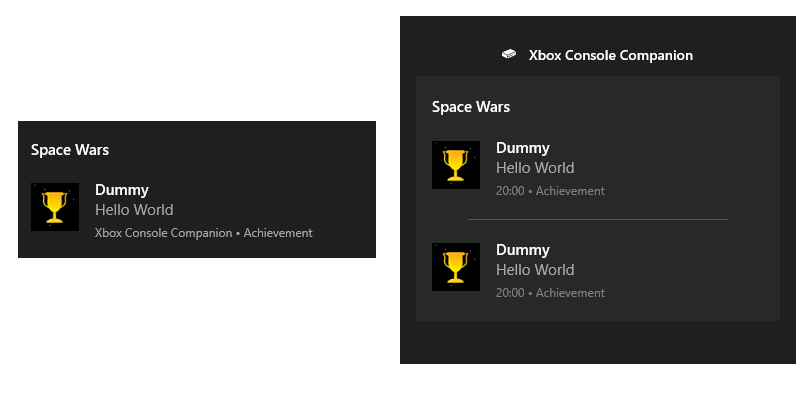 Space Wars
Dummy
Hello World
Xbox Console Companion • Achievement
Xbox Console Companion
Space Wars
Dummy
Hello World
20:00 • Achievement
Dummy
Hello World
20:00 • Achievement